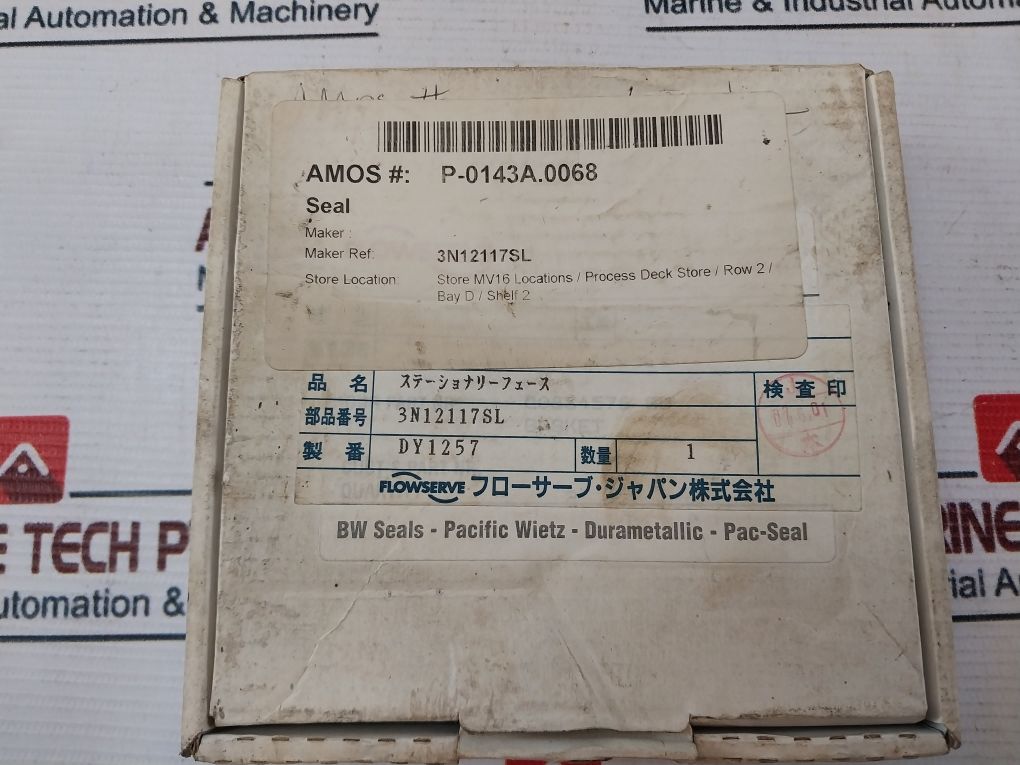 al Automation & Machinery
Marine & Industrial Automa
AMOS #
AMOS #: P-0143A.0068
Seal
Maker :
Maker Ref: 3N12117SL
Store Location Store MV16 Locations / Process Deck Store / Row 2 /
Bay D / Shelf 2
品名 ステーショナリーフェース 検査印
部品番号 3N12117SL
製番 DY1257 数量 1
FLOWSERVE フローサーブ・ジャパン株式会社
BW Seals - Pacific Wietz - Durametallic - Pac-Seal
E TECH P
RINE
utomation &
ial Au